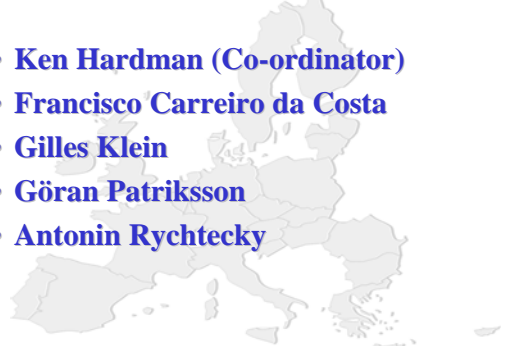 • Ken Hardman (Co-ordinator)
• Francisco Carreiro da Costa
• Gilles Klein
• Göran Patriksson
• Antonin Rychtecky